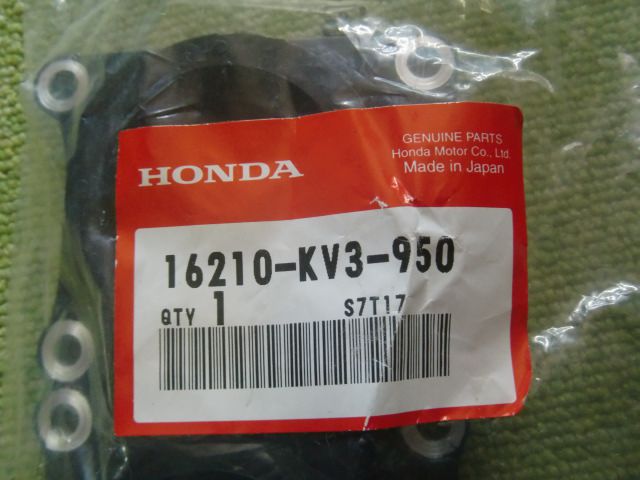 GENUINE PARTS
Honda Motor Co., Ltd.
Made in Japan
HONDA
16210-KV3-950
QTY 1 S7T17